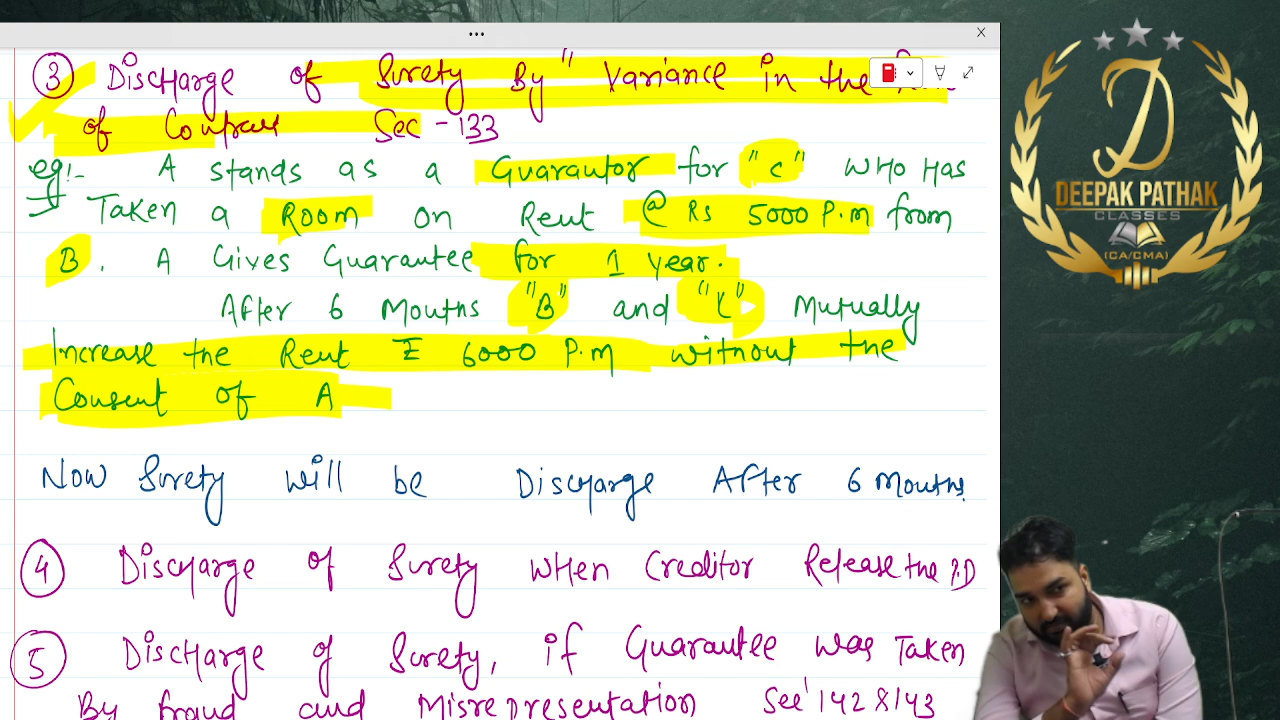 ③ Discharge of Surety By " Variance in the
of Contract Sec - 133
eg:- A stands as a Guarantor for "C" WHO Has
Taken a Room on Rent @ Rs 5000 P.m from
B. A Gives Guarantee for 1 year.
After 6 Months "B" and "C" Mutually
Increase the Rent 6000 P.m without the
Consent of A
Now Surety will be Discharge After 6 Months.
④ Discharge of Surety WHEN Creditor Release the P.D
⑤ Discharge of Surety, if Guarantee was Taken
By fraud and Misrepresentation Sec' 142 & 143
D
DEEPAK PATHAK
CLASSES
(CA/CMA)